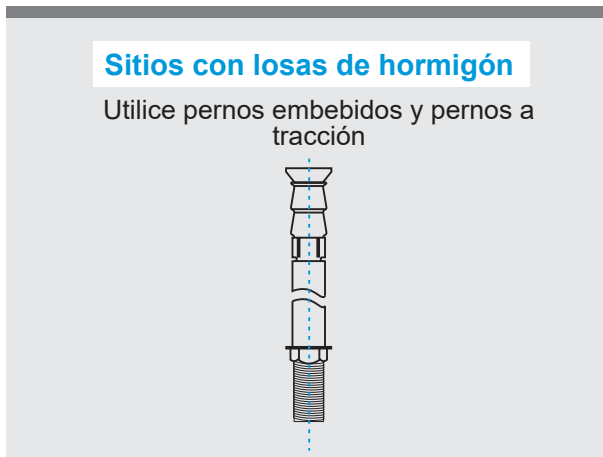 Sitios con losas de hormigón
Utilice pernos embebidos y pernos a
tracción